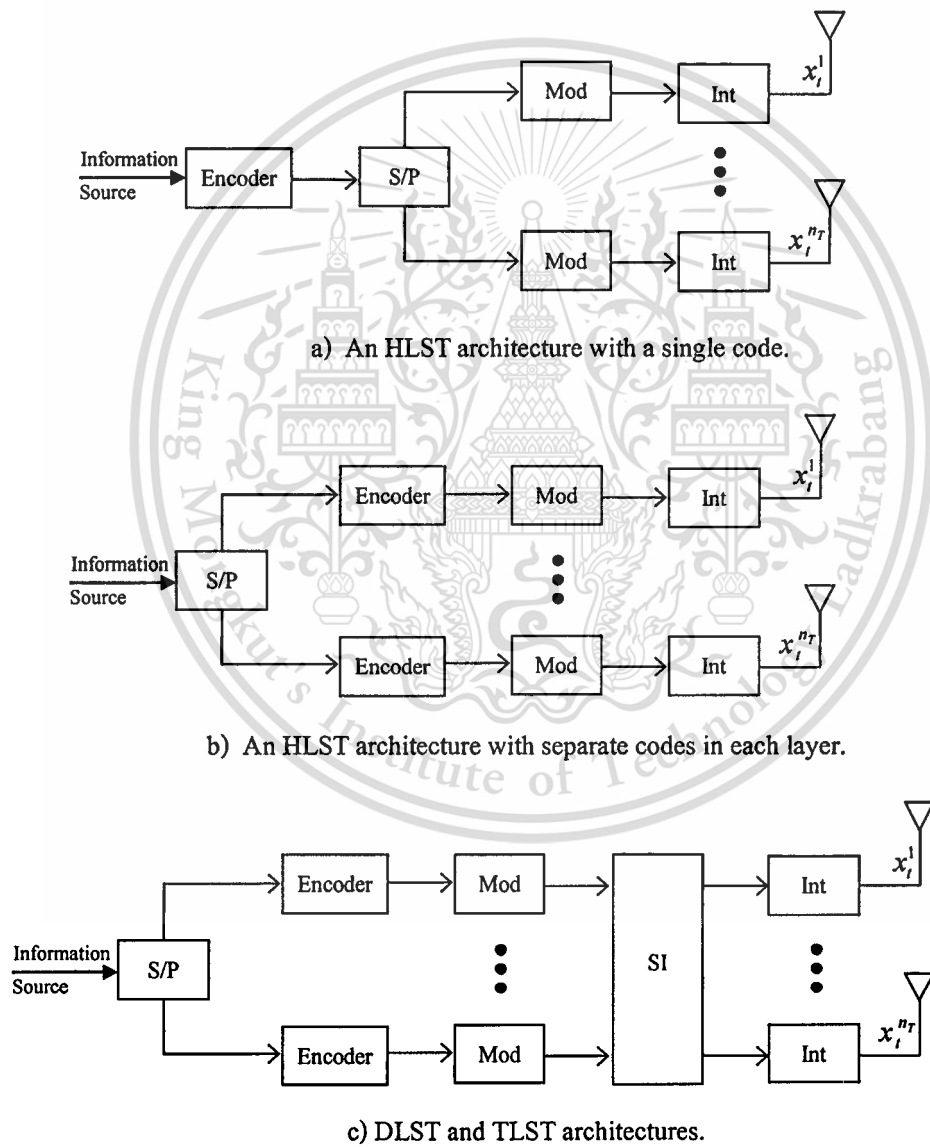 x_t^1
Mod
Int
Information
Source
Encoder
S/P
x_t^{n_T}
Mod
Int
a) An HLST architecture with a single code.
x_t^1
Encoder
Mod
Int
Information
Source
S/P
x_t^{n_T}
Encoder
Mod
Int
b) An HLST architecture with separate codes in each layer.
x_t^1
Encoder
Mod
Int
Information
Source
S/P
SI
x_t^{n_T}
Encoder
Mod
Int
c) DLST and TLST architectures.
King Mongkut's Institute of Technology Ladkrabang